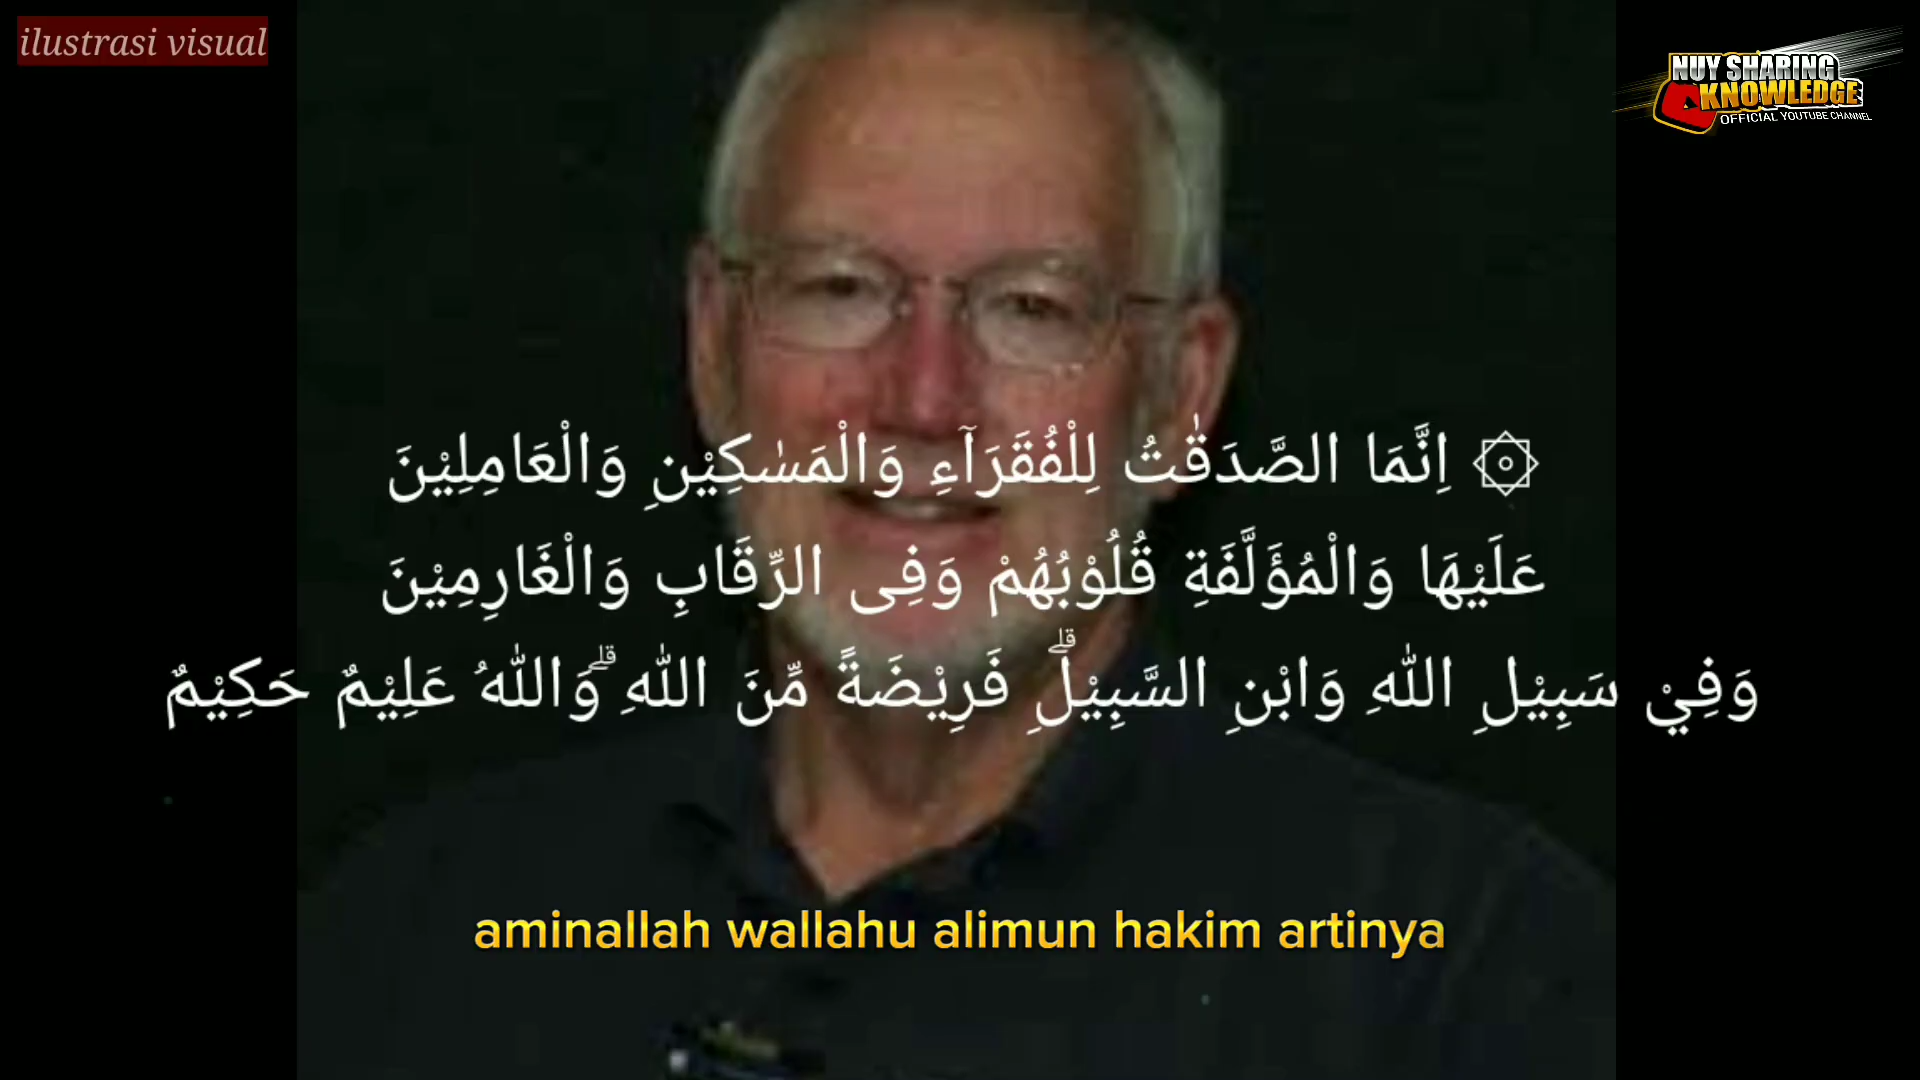 ilustrasi visual
NUY SHARING
KNOWLEDGE
OFFICIAL YOUTUBE CHANNEL
۞ اِنَّمَا الصَّدَقٰتُ لِلْفُقَرَاۤءِ وَالْمَسٰكِيْنِ وَالْعَامِلِيْنَ
عَلَيْهَا وَالْمُؤَلَّفَةِ قُلُوْبُهُمْ وَفِى الرِّقَابِ وَالْغَارِمِيْنَ
وَفِيْ سَبِيْلِ اللّٰهِ وَابْنِ السَّبِيْلِۗ فَرِيْضَةً مِّنَ اللّٰهِ ۗوَاللّٰهُ عَلِيْمٌ حَكِيْمٌ
aminallah wallahu alimun hakim artinya